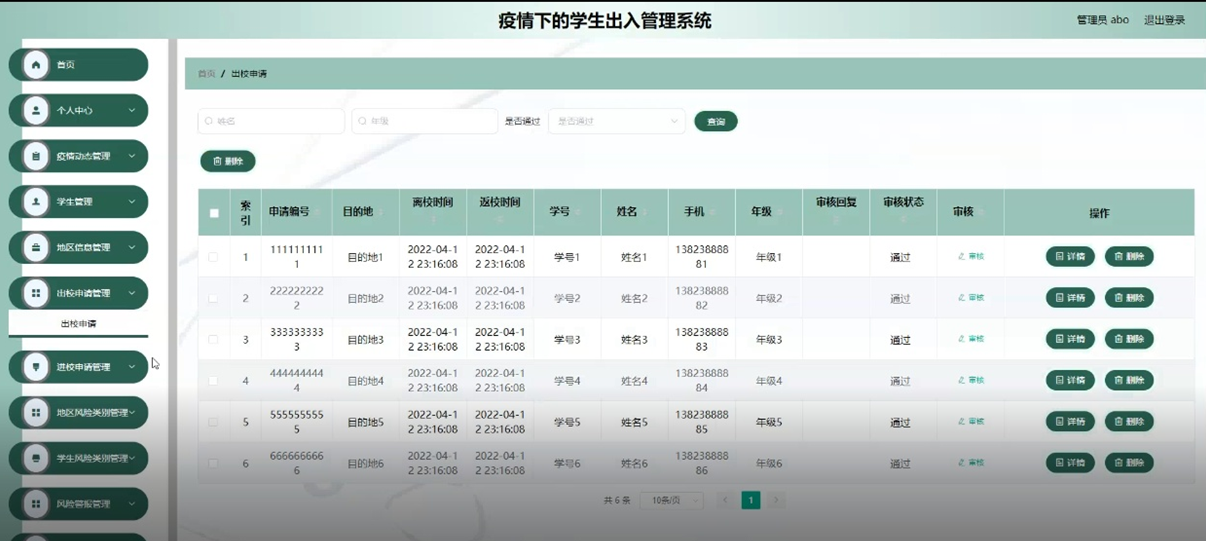 疫情下的学生出入管理系统
管理员 abo 退出登录
首页
个人中心
疫情动态管理
学生管理
地区信息管理
出校申请管理
出校申请
进校申请管理
地区风险类别管理
学生风险类别管理
风险警报管理
首页 / 出校申请
姓名 年级 是否通过 是否通过 查询
删除
索引 申请编号 目的地 离校时间 返校时间 学号 姓名 手机 年级 审核回复 审核状态 审核 操作
1 1111111111 目的地1 2022-04-12 23:16:08 2022-04-12 23:16:08 学号1 姓名1 13823888881 年级1 通过 审核 详情 删除
2 2222222222 目的地2 2022-04-12 23:16:08 2022-04-12 23:16:08 学号2 姓名2 13823888882 年级2 通过 审核 详情 删除
3 3333333333 目的地3 2022-04-12 23:16:08 2022-04-12 23:16:08 学号3 姓名3 13823888883 年级3 通过 审核 详情 删除
4 4444444444 目的地4 2022-04-12 23:16:08 2022-04-12 23:16:08 学号4 姓名4 13823888884 年级4 通过 审核 详情 删除
5 5555555555 目的地5 2022-04-12 23:16:08 2022-04-12 23:16:08 学号5 姓名5 13823888885 年级5 通过 审核 详情 删除
6 6666666666 目的地6 2022-04-12 23:16:08 2022-04-12 23:16:08 学号6 姓名6 13823888886 年级6 通过 审核 详情 删除
共 6 条 10条/页 1